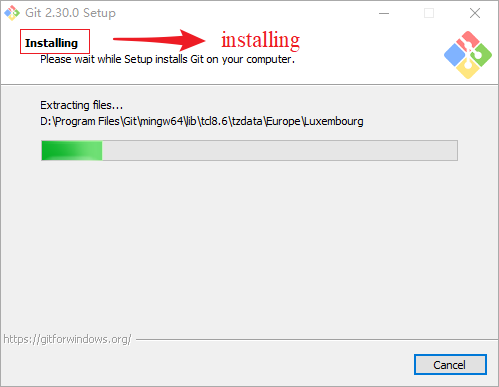 Git 2.30.0 Setup
Installing
installing
Please wait while Setup installs Git on your computer.
Extracting files...
D:\Program Files\Git\mingw64\lib\tcl8.6\tzdata\Europe\Luxembourg
https://gitforwindows.org/
Cancel